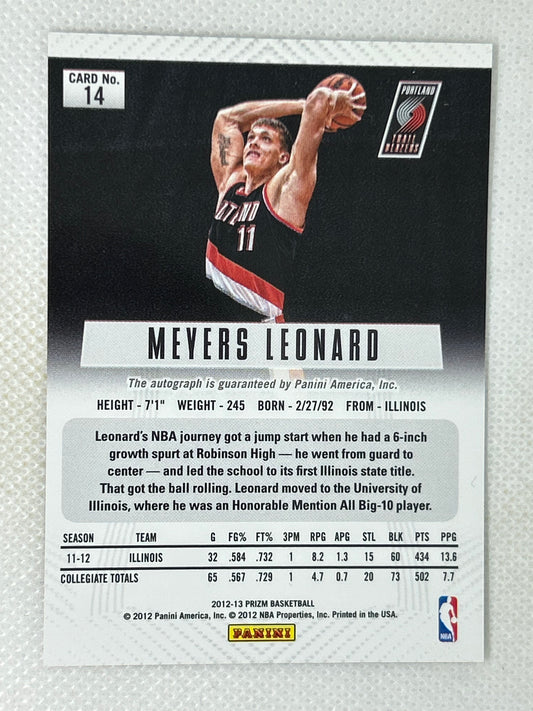 CARD No.
14
PORTLAND
TRAIL BLAZERS
11
MEYERS LEONARD
The autograph is guaranteed by Panini America, Inc.
HEIGHT - 7'1" WEIGHT - 245 BORN - 2/27/92 FROM - ILLINOIS
Leonard's NBA journey got a jump start when he had a 6-inch
growth spurt at Robinson High — he went from guard to
center — and led the school to its first Illinois state title.
That got the ball rolling. Leonard moved to the University of
Illinois, where he was an Honorable Mention All Big-10 player.
SEASON TEAM G FG% FT% 3PM RPG APG STL BLK PTS PPG
11-12 ILLINOIS 32 .584 .732 1 8.2 1.3 15 60 434 13.6
COLLEGIATE TOTALS 65 .567 .729 1 4.7 0.7 20 73 502 7.7
2012-13 PRIZM BASKETBALL
© 2012 Panini America, Inc. © 2012 NBA Properties, Inc. Printed in the USA.
PANINI
NBA